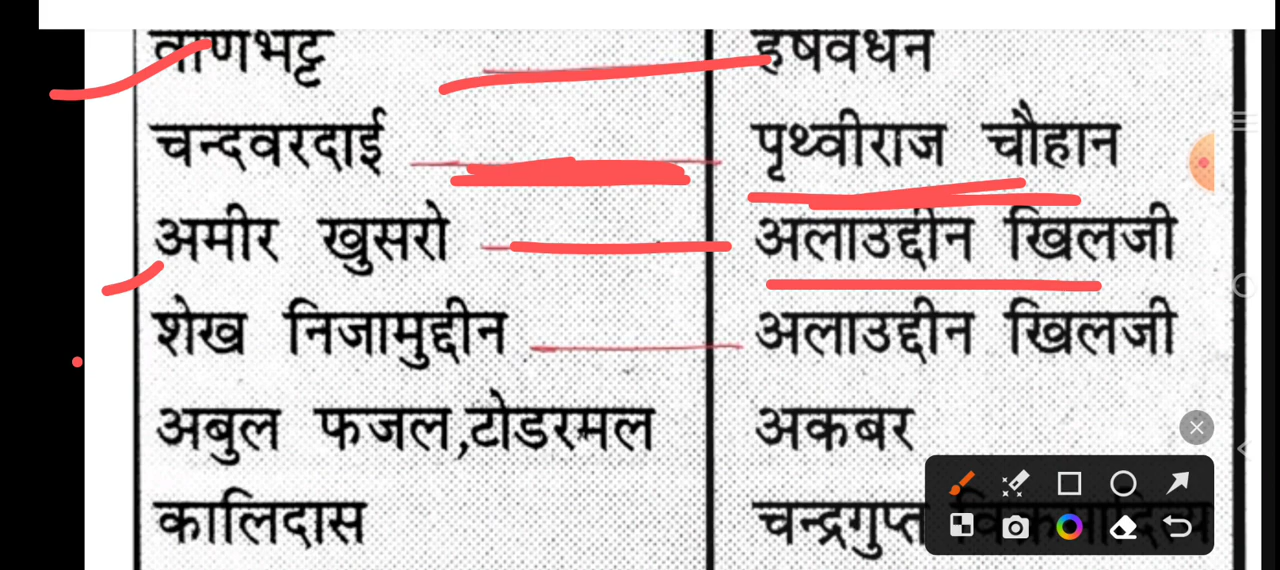 वाणभट्ट हर्षवर्धन
चन्दवरदाई पृथ्वीराज चौहान
अमीर खुसरो अलाउद्दीन खिलजी
शेख निजामुद्दीन अलाउद्दीन खिलजी
अबुल फजल,टोडरमल अकबर
कालिदास चन्द्रगुप्त विक्रमादित्य